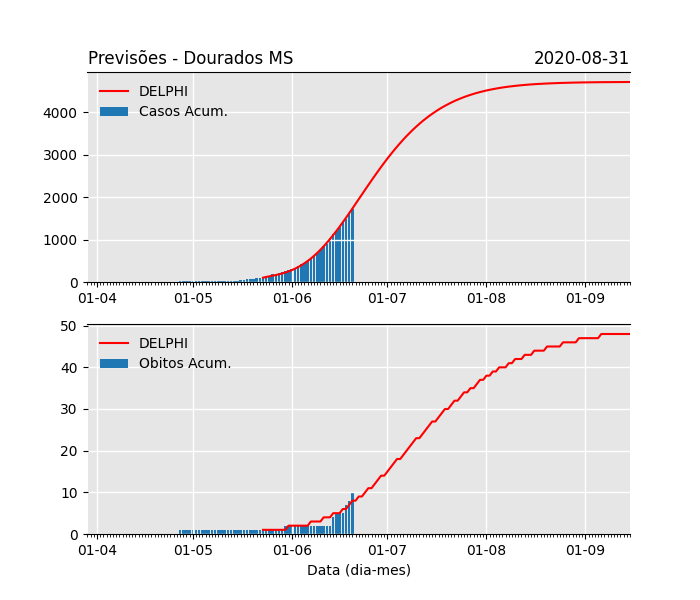 Previsões - Dourados MS 2020-08-31
DELPHI
Casos Acum.
4000
3000
2000
1000
0
01-04 01-05 01-06 01-07 01-08 01-09
50
DELPHI
Obitos Acum.
40
30
20
10
0
01-04 01-05 01-06 01-07 01-08 01-09
Data (dia-mes)